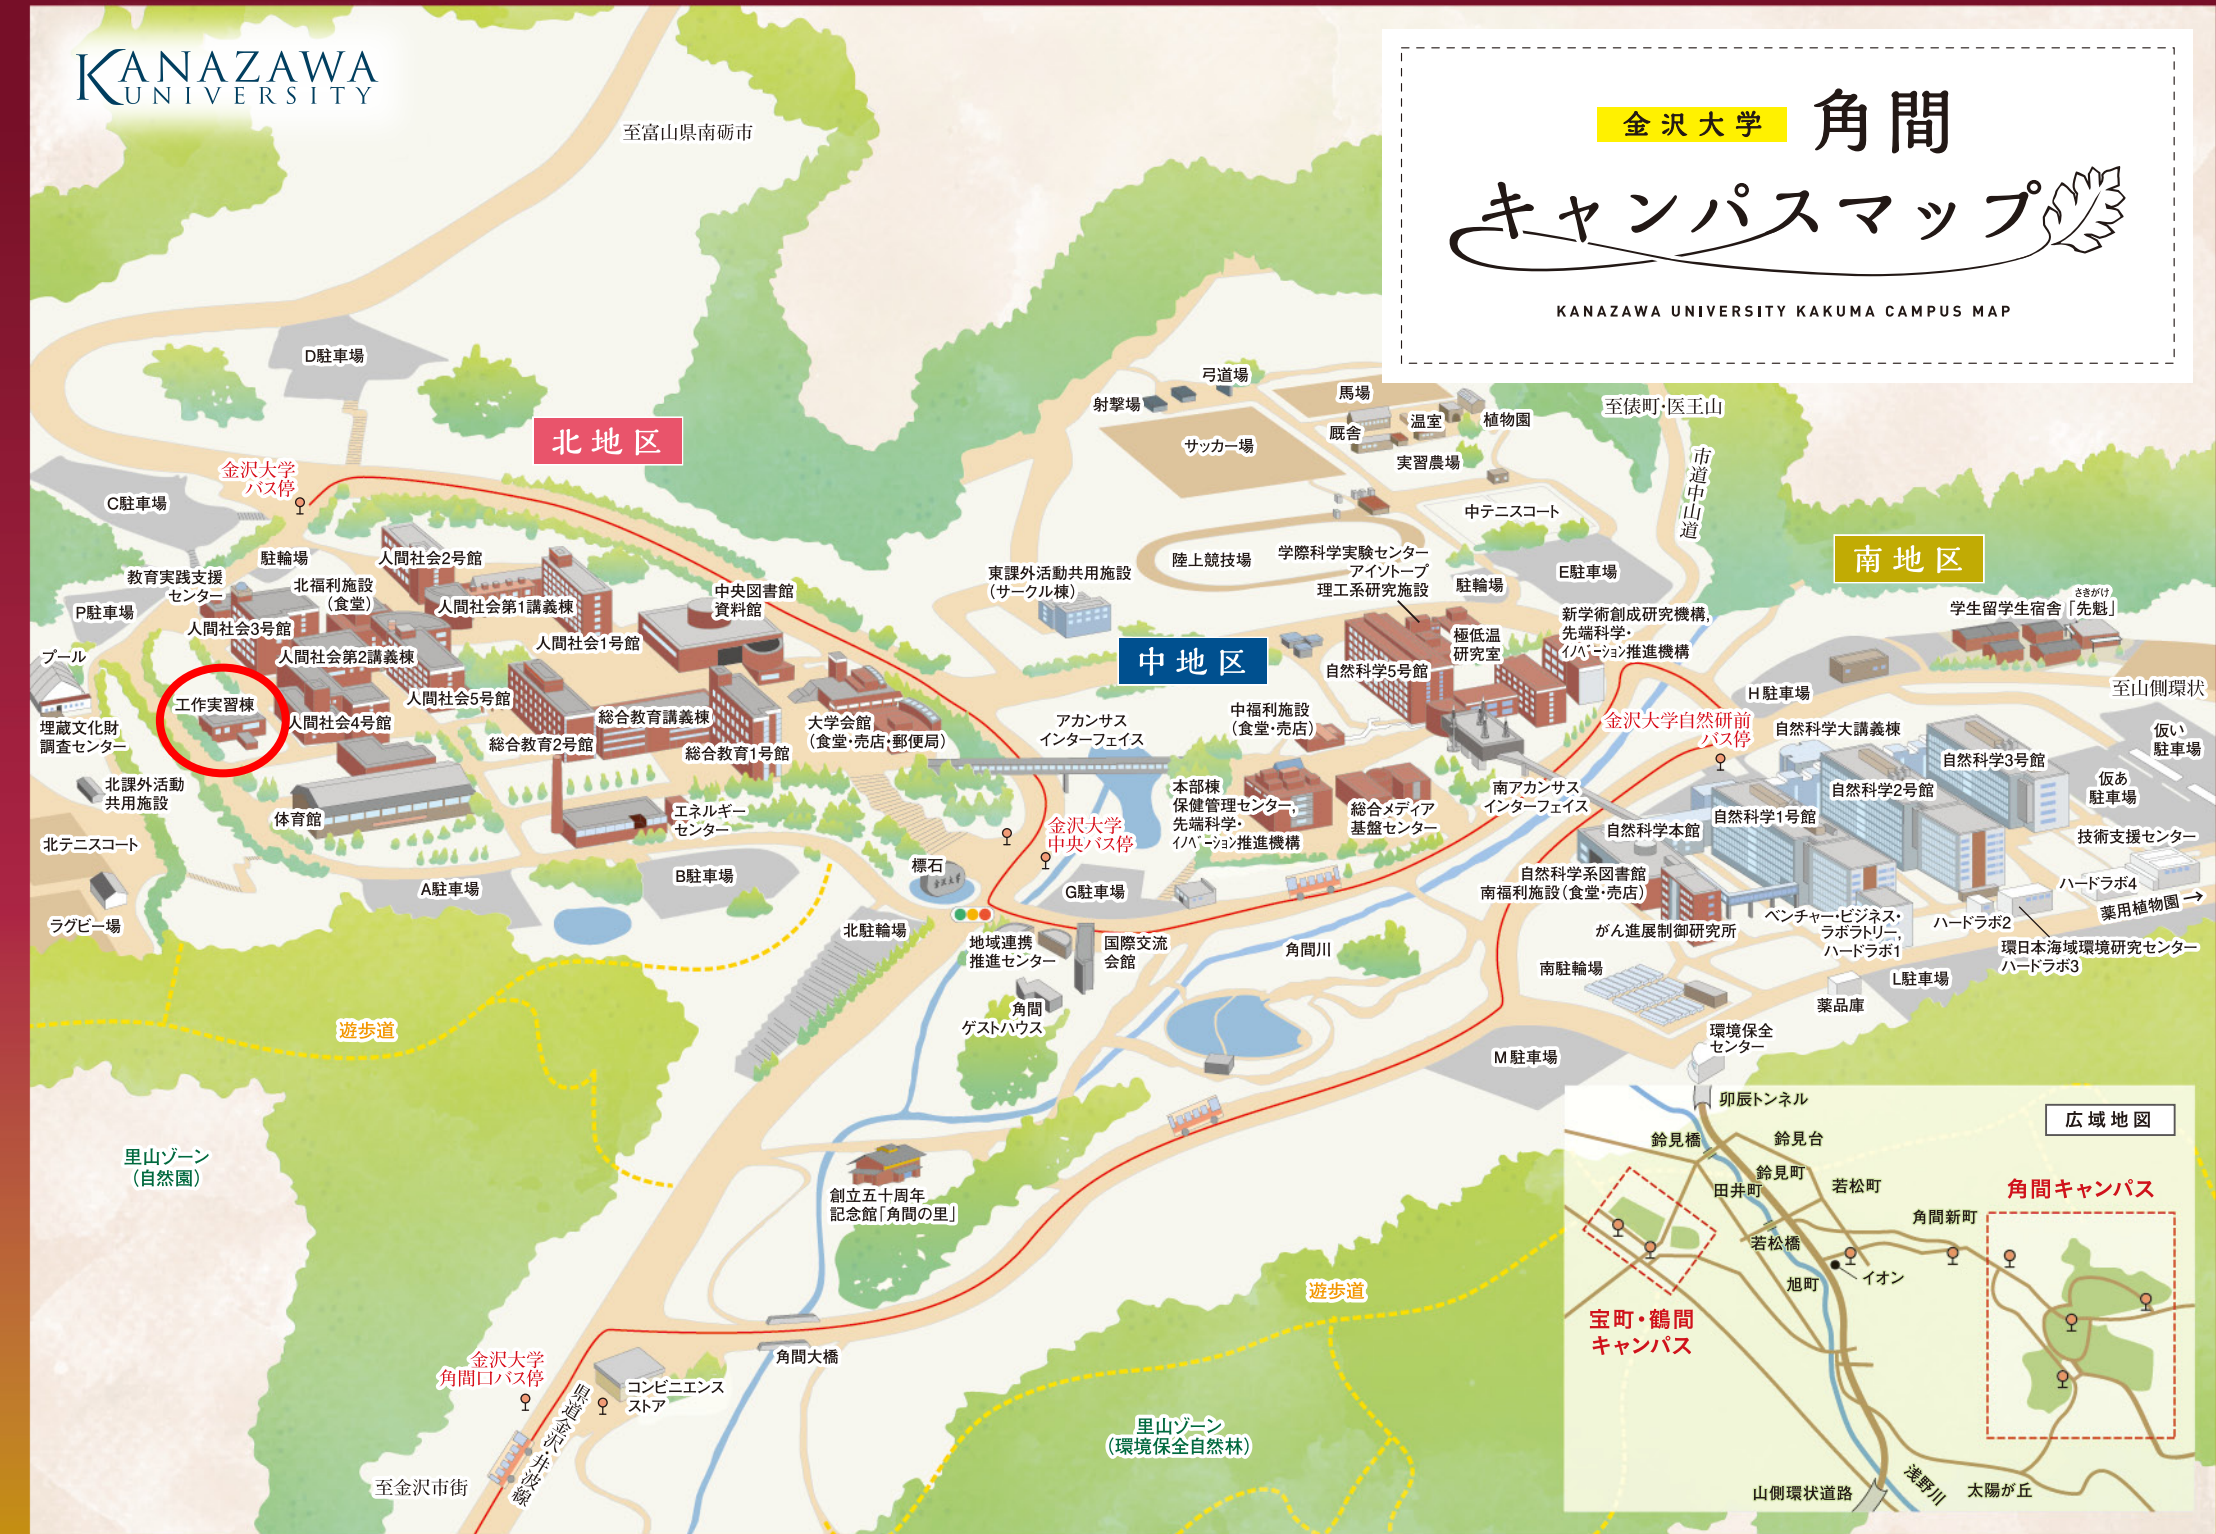 KANAZAWA
UNIVERSITY
金沢大学 角間
キャンパスマップ
KANAZAWA UNIVERSITY KAKUMA CAMPUS MAP
至富山県南砺市
D駐車場
北地区
金沢大学
バス停
C駐車場
駐輪場
教育実践支援
センター
P駐車場
プール
埋蔵文化財
調査センター
北課外活動
共用施設
北テニスコート
ラグビー場
工作実習棟
人間社会2号館
北福利施設
(食堂)
人間社会第1講義棟
人間社会3号館
人間社会1号館
人間社会第2講義棟
人間社会5号館
人間社会4号館
中央図書館
資料館
総合教育講義棟
総合教育2号館
総合教育1号館
大学会館
(食堂・売店・郵便局)
体育館
エネルギー
センター
A駐車場
B駐車場
標石
金沢大学
北駐輪場
弓道場
射撃場
馬場
サッカー場
厩舎
温室
植物園
実習農場
至俵町・医王山
市道中山道
中テニスコート
陸上競技場
東課外活動共用施設
(サークル棟)
学際科学実験センター
アイソトープ
理工系研究施設
駐輪場
E駐車場
中地区
極低温
研究室
自然科学5号館
新学術創成研究機構,
先端科学・
イノベーション推進機構
アカンサス
インターフェイス
中福利施設
(食堂・売店)
本部棟
保健管理センター,
先端科学・
イノベーション推進機構
総合メディア
基盤センター
南アカンサス
インターフェイス
金沢大学
中央バス停
G駐車場
地域連携
推進センター
国際交流
会館
角間
ゲストハウス
角間川
南地区
さきがけ
学生留学生宿舎「先魁」
H駐車場
至山側環状
金沢大学自然研前
バス停
自然科学大講義棟
自然科学3号館
自然科学2号館
自然科学1号館
自然科学本館
仮い
駐車場
仮あ
駐車場
技術支援センター
ハードラボ4
薬用植物園→
自然科学系図書館
南福利施設(食堂・売店)
がん進展制御研究所
ベンチャー・ビジネス・
ラボラトリー,
ハードラボ1
ハードラボ2
環日本海域環境研究センター
ハードラボ3
南駐輪場
L駐車場
薬品庫
環境保全
センター
M駐車場
遊歩道
里山ゾーン
(自然園)
創立五十周年
記念館「角間の里」
角間大橋
金沢大学
角間口バス停
コンビニエンス
ストア
県道金沢・井波線
至金沢市街
遊歩道
里山ゾーン
(環境保全自然林)
広域地図
卯辰トンネル
鈴見橋
鈴見台
鈴見町
田井町
若松町
角間新町
若松橋
旭町
イオン
角間キャンパス
宝町・鶴間
キャンパス
山側環状道路
浅野川
太陽が丘